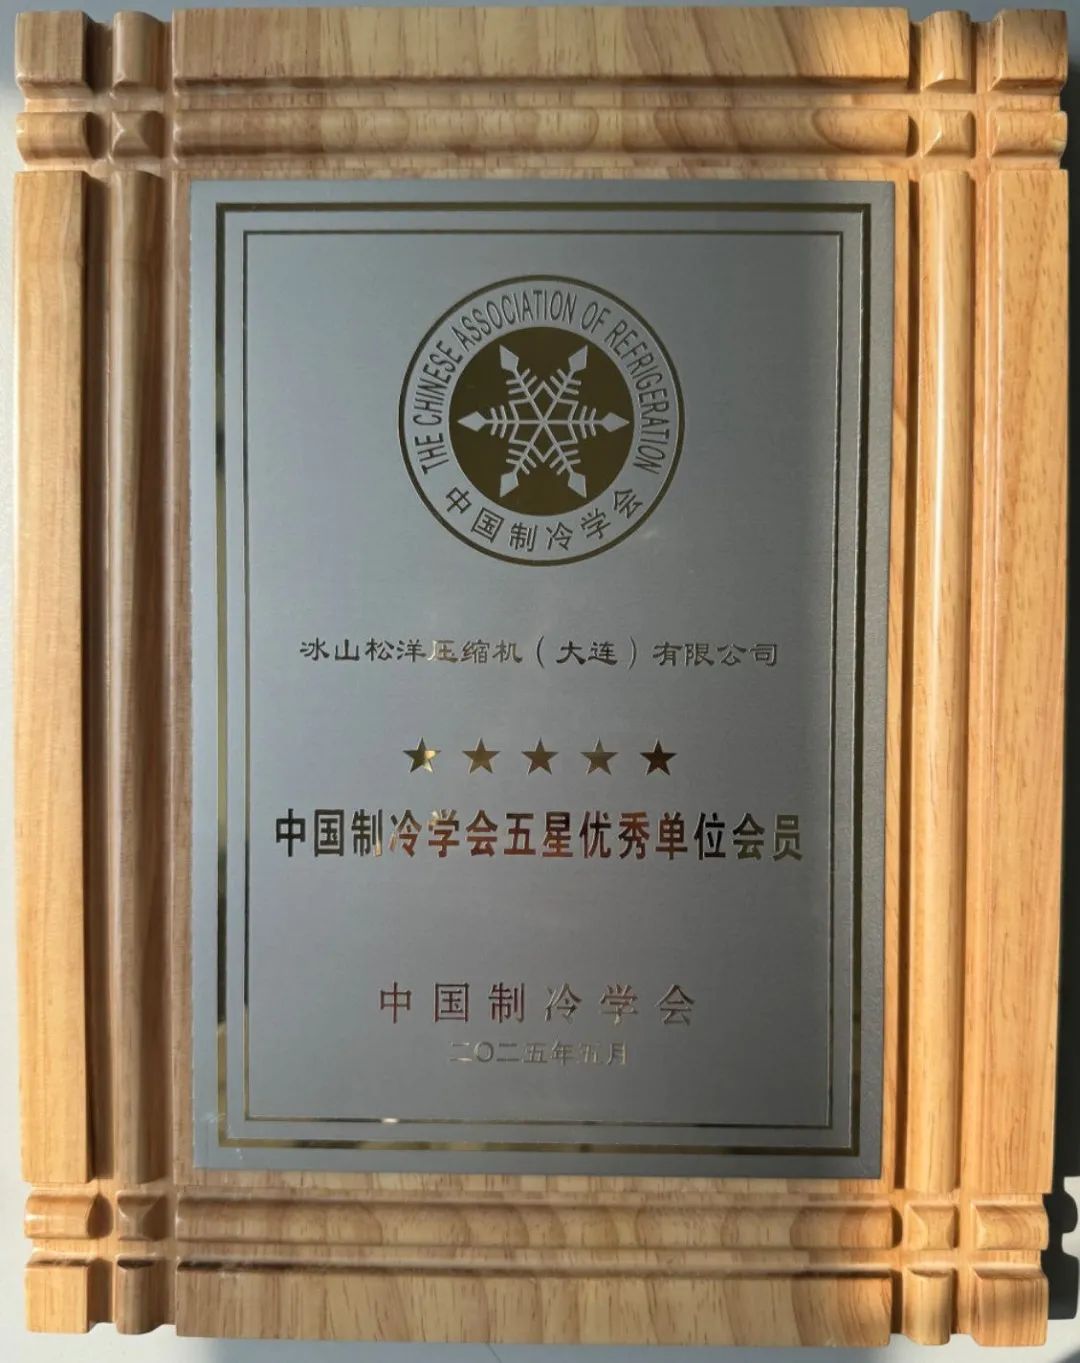 THE CHINESE ASSOCIATION OF REFRIGERATION
中国制冷学会
冰山松洋压缩机（大连）有限公司
★★★★★
中国制冷学会五星优秀单位会员
中国制冷学会
二〇二五年五月